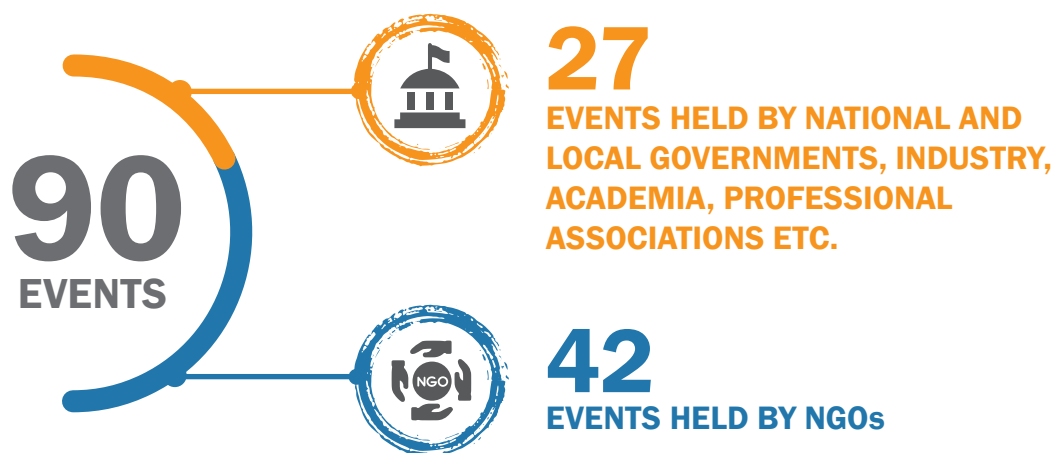 90
EVENTS
27
EVENTS HELD BY NATIONAL AND
LOCAL GOVERNMENTS, INDUSTRY,
ACADEMIA, PROFESSIONAL
ASSOCIATIONS ETC.
NGO
42
EVENTS HELD BY NGOs